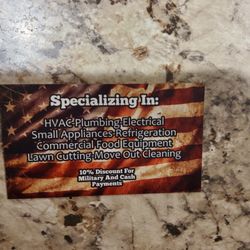 Specializing In:
HVAC-Plumbing-Electrical
Small Appliances-Refrigeration
Commercial Food Equipment
Lawn Cutting-Move Out Cleaning
10% Discount For
Military And Cash
Payments